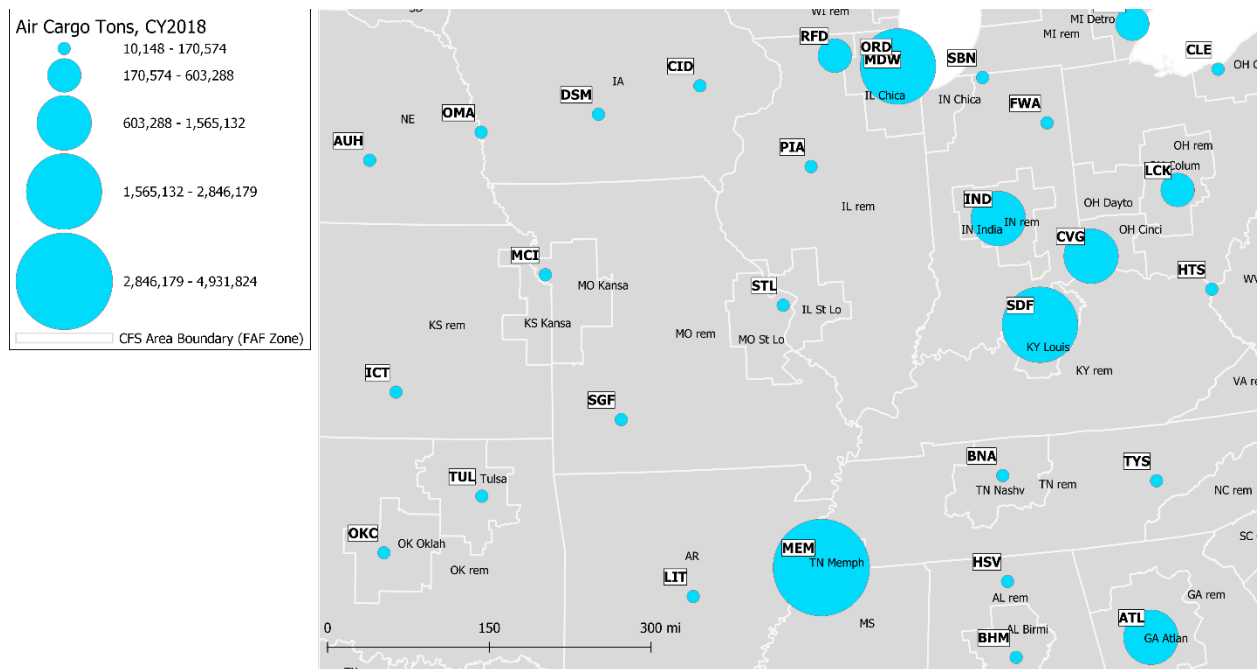 Air Cargo Tons, CY2018
10,148 - 170,574
170,574 - 603,288
603,288 - 1,565,132
1,565,132 - 2,846,179
2,846,179 - 4,931,824
CFS Area Boundary (FAF Zone)
WI rem
MI Detro
MI rem
RFD
ORD
MDW
SBN
CLE
CID
IA
IL Chica
IN Chica
DSM
OMA
NE
FWA
AUH
PIA
OH rem
LCK
IL rem
IND
IN rem
IN India
OH Dayto
OH Cinci
CVG
MCI
MO Kansa
HTS
STL
IL St Lo
SDF
KS rem
KS Kansa
MO rem
MO St Lo
KY Louis
KY rem
ICT
SGF
BNA
TYS
TUL
Tulsa
TN Nashv
TN rem
NC rem
OKC
OK Oklah
OK rem
AR
MEM
TN Memph
HSV
SC
LIT
AL rem
GA rem
MS
AL Birmi
ATL
GA Atlan
BHM
0 150 300 mi